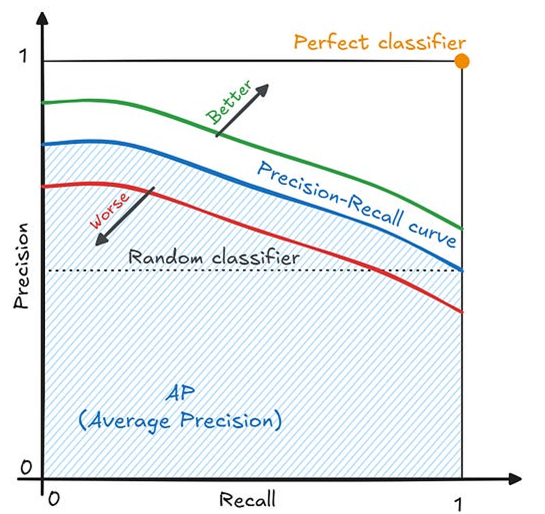 Perfect classifier
1
Better
Precision-Recall curve
Worse
Random classifier
Precision
AP
(Average Precision)
0
0
Recall
1